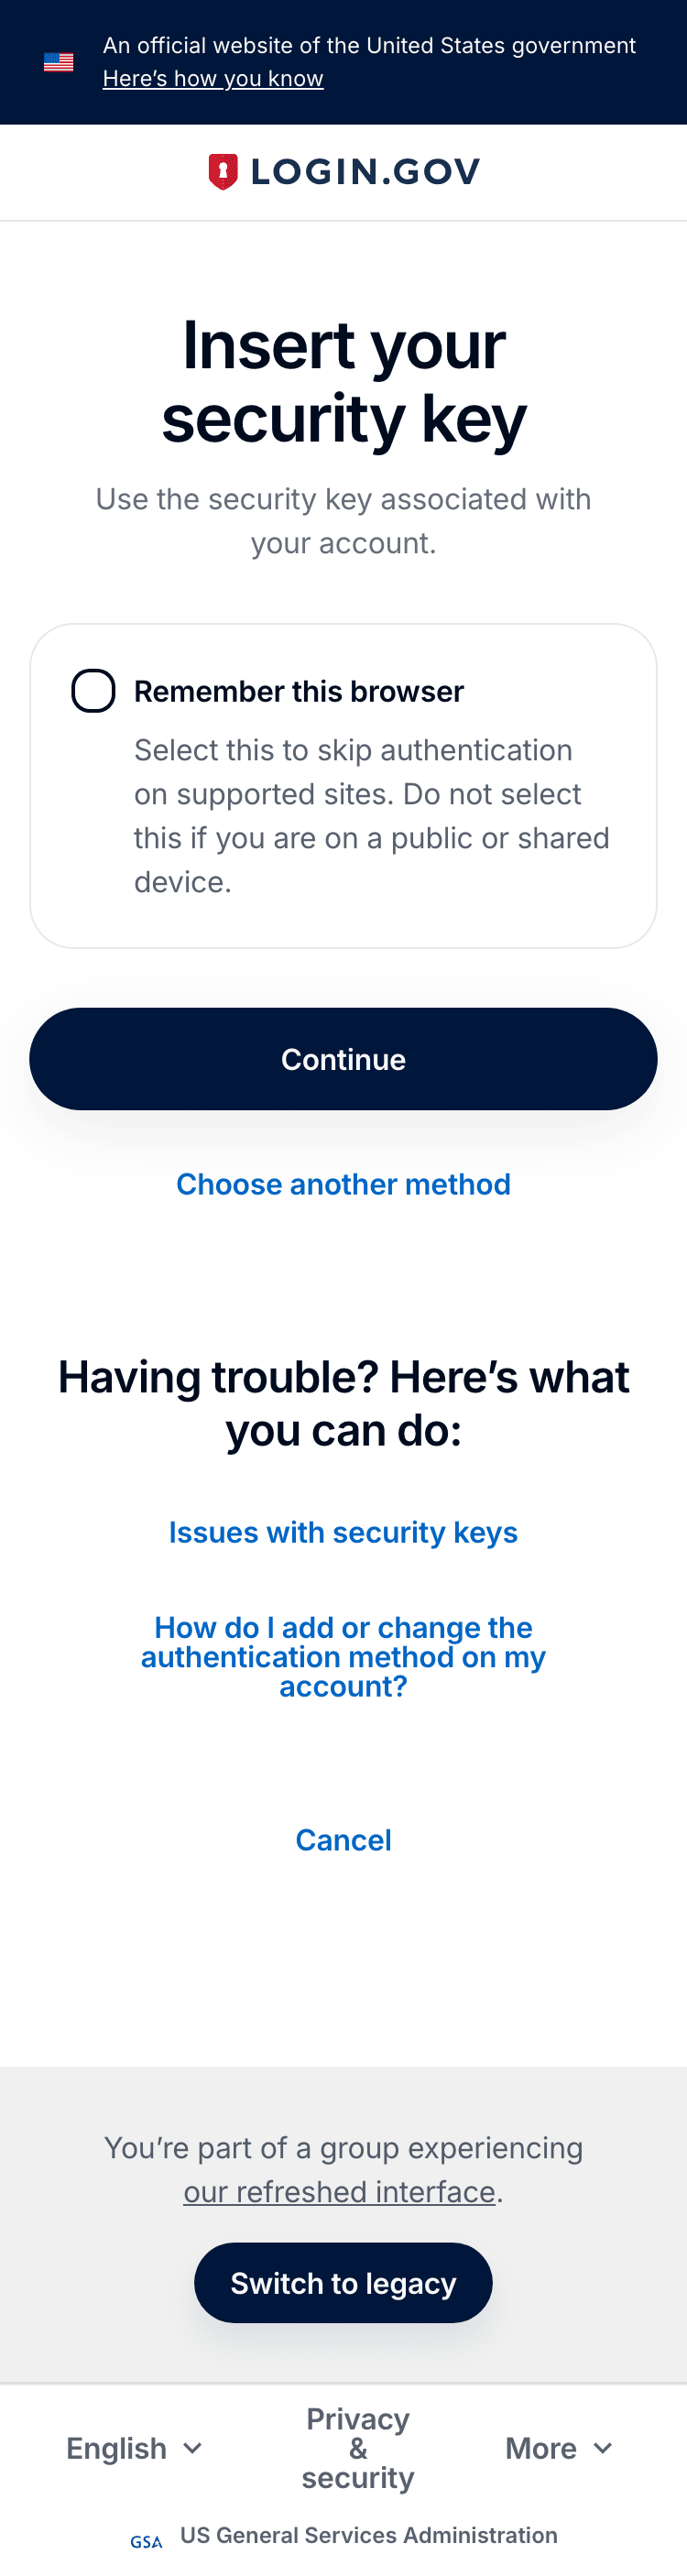 An official website of the United States government
Here’s how you know
LOGIN.GOV
Insert your
security key
Use the security key associated with
your account.
Remember this browser
Select this to skip authentication
on supported sites. Do not select
this if you are on a public or shared
device.
Continue
Choose another method
Having trouble? Here’s what
you can do:
Issues with security keys
How do I add or change the
authentication method on my
account?
Cancel
You’re part of a group experiencing
our refreshed interface.
Switch to legacy
English
Privacy
&
security
More
GSA US General Services Administration